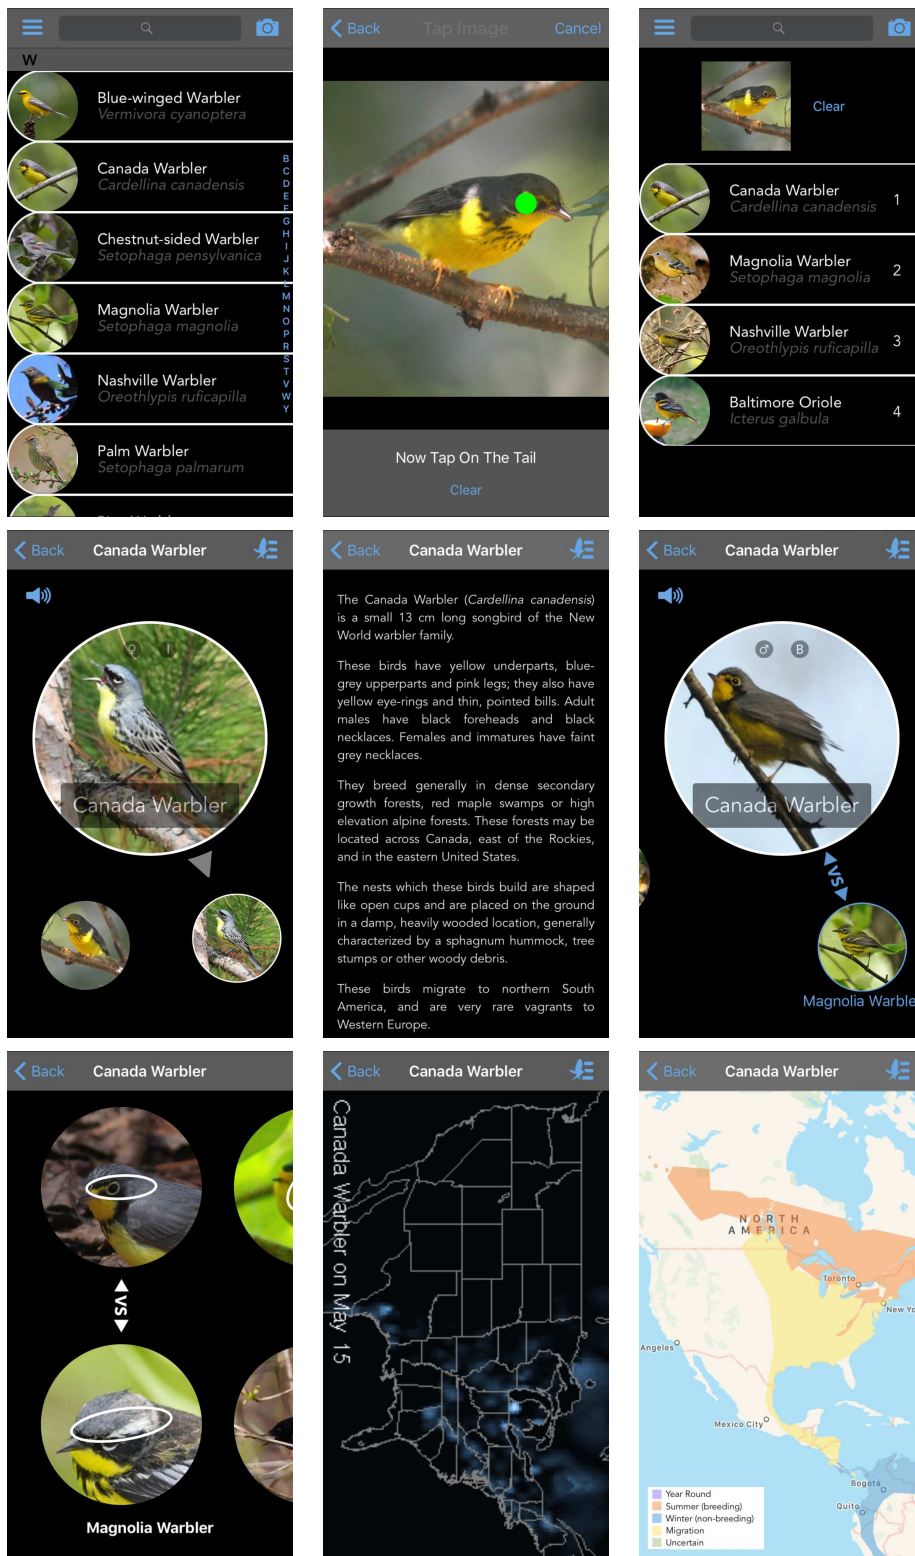 W
Blue-winged Warbler
Vermivora cyanoptera
Canada Warbler
Cardellina canadensis
Chestnut-sided Warbler
Setophaga pensylvanica
Magnolia Warbler
Setophaga magnolia
Nashville Warbler
Oreothlypis ruficapilla
Palm Warbler
Setophaga palmarum
B
C
D
E
F
G
H
I
J
K
L
M
N
O
P
R
S
T
V
W
Y
Back
Tap Image
Cancel
Now Tap On The Tail
Clear
Clear
Canada Warbler
Cardellina canadensis
1
Magnolia Warbler
Setophaga magnolia
2
Nashville Warbler
Oreothlypis ruficapilla
3
Baltimore Oriole
Icterus galbula
4
Back
Canada Warbler
♀ I
Canada Warbler
Back
Canada Warbler
The Canada Warbler (Cardellina canadensis)
is a small 13 cm long songbird of the New
World warbler family.
These birds have yellow underparts, blue-
grey upperparts and pink legs; they also have
yellow eye-rings and thin, pointed bills. Adult
males have black foreheads and black
necklaces. Females and immatures have faint
grey necklaces.
They breed generally in dense secondary
growth forests, red maple swamps or high
elevation alpine forests. These forests may be
located across Canada, east of the Rockies,
and in the eastern United States.
The nests which these birds build are shaped
like open cups and are placed on the ground
in a damp, heavily wooded location, generally
characterized by a sphagnum hummock, tree
stumps or other woody debris.
These birds migrate to northern South
America, and are very rare vagrants to
Western Europe.
Back
Canada Warbler
♂ B
Canada Warbler
VS
Magnolia Warble
Back
Canada Warbler
VS
Magnolia Warbler
Back
Canada Warbler
Canada Warbler on May 15
Back
Canada Warbler
NORTH
AMERICA
Toronto
New Yo
Angeles
Mexico City
Bogotá
Quito
Year Round
Summer (breeding)
Winter (non-breeding)
Migration
Uncertain